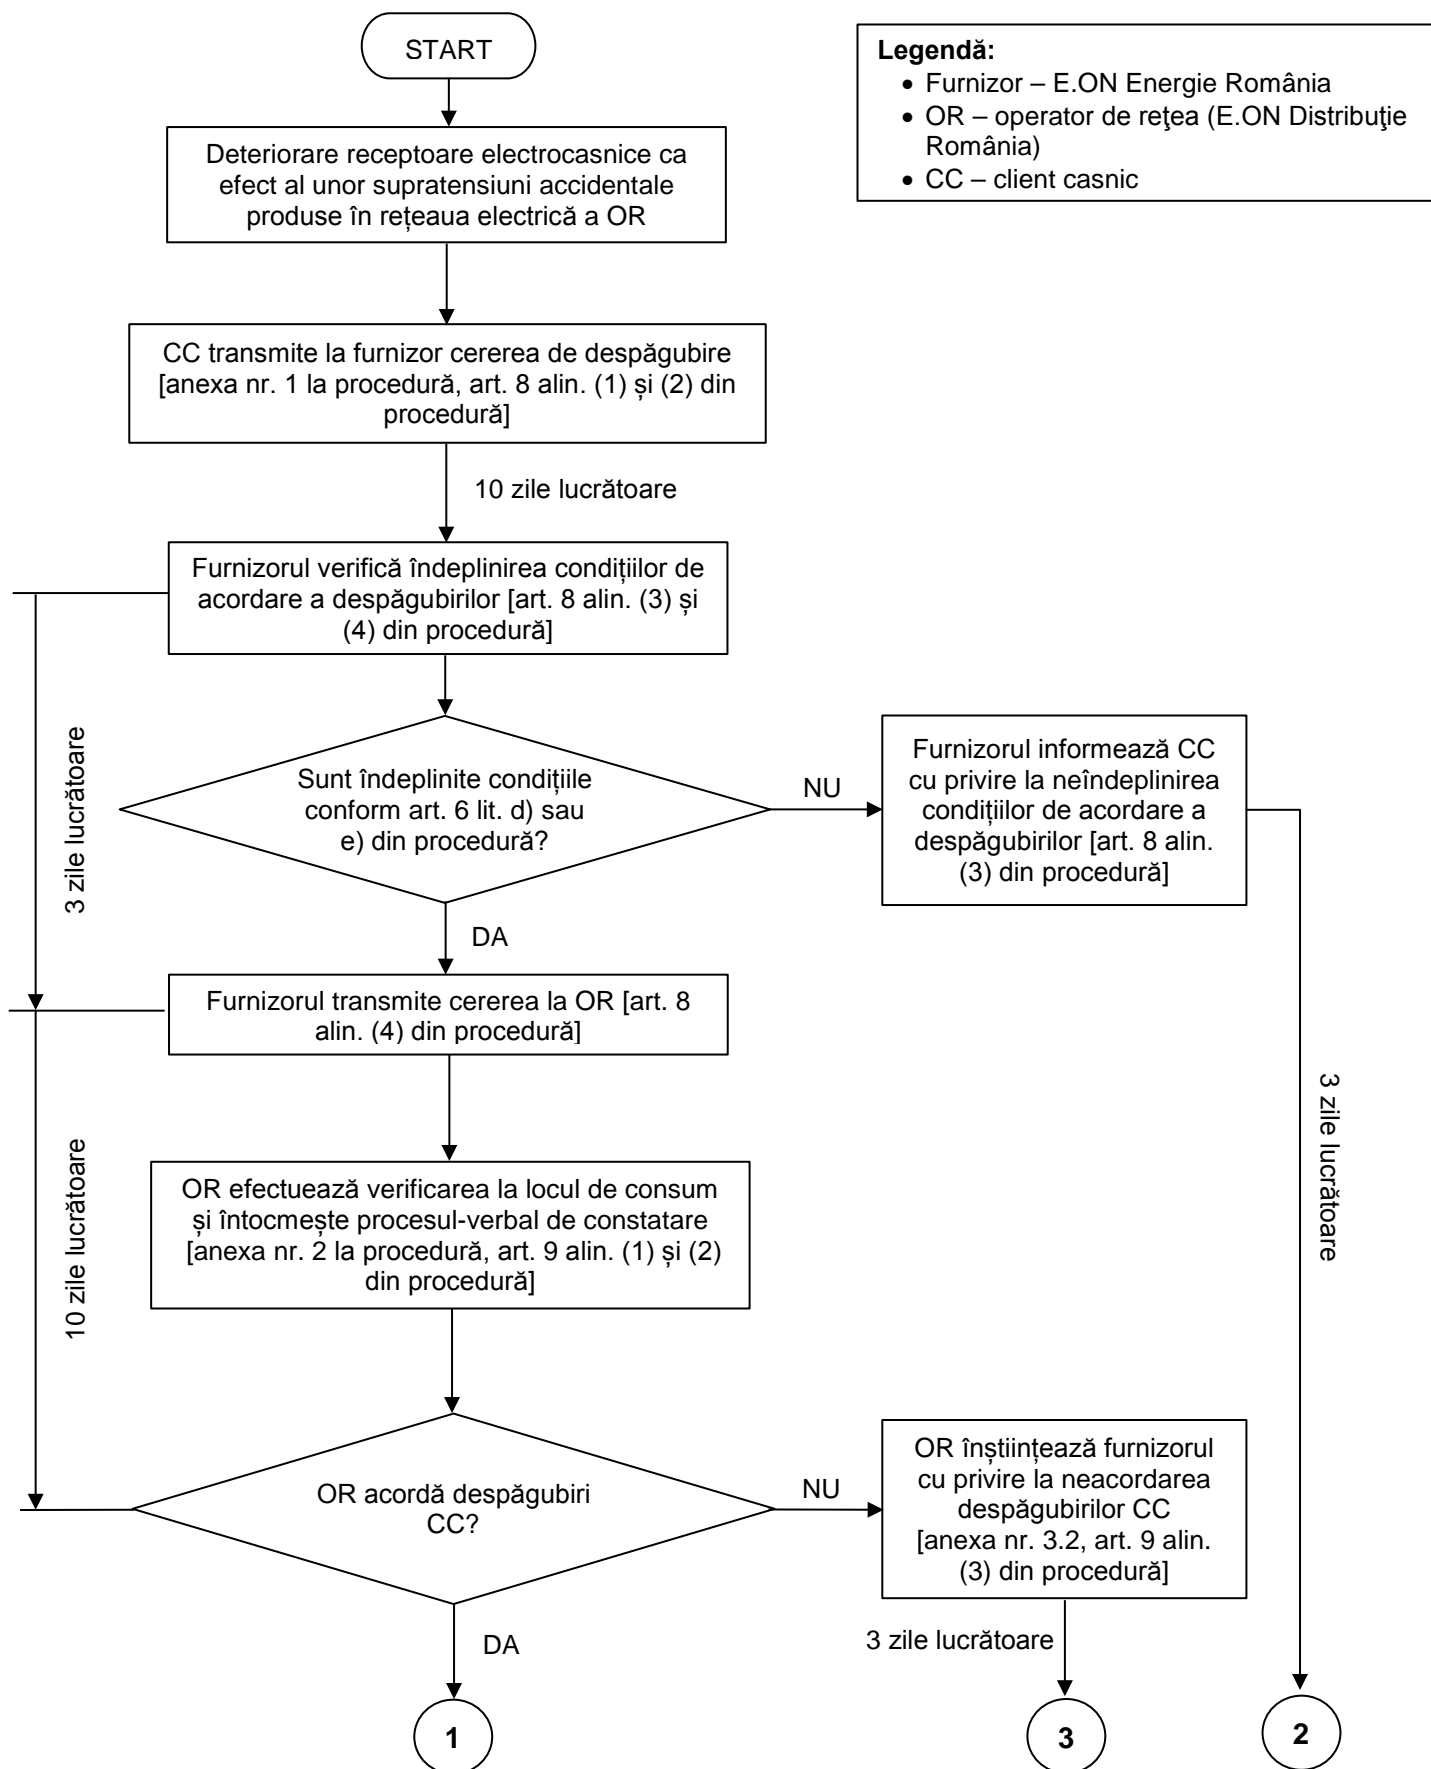 START
Legendă:
• Furnizor – E.ON Energie România
• OR – operator de reţea (E.ON Distribuţie
România)
• CC – client casnic
Deteriorare receptoare electrocasnice ca
efect al unor supratensiuni accidentale
produse în rețeaua electrică a OR
CC transmite la furnizor cererea de despăgubire
[anexa nr. 1 la procedură, art. 8 alin. (1) și (2) din
procedură]
10 zile lucrătoare
Furnizorul verifică îndeplinirea condițiilor de
acordare a despăgubirilor [art. 8 alin. (3) și
(4) din procedură]
3 zile lucrătoare
Sunt îndeplinite condițiile
conform art. 6 lit. d) sau
e) din procedură?
NU
Furnizorul informează CC
cu privire la neîndeplinirea
condițiilor de acordare a
despăgubirilor [art. 8 alin.
(3) din procedură]
DA
Furnizorul transmite cererea la OR [art. 8
alin. (4) din procedură]
3 zile lucrătoare
10 zile lucrătoare
OR efectuează verificarea la locul de consum
și întocmește procesul-verbal de constatare
[anexa nr. 2 la procedură, art. 9 alin. (1) și (2)
din procedură]
OR acordă despăgubiri
CC?
NU
OR înștiințează furnizorul
cu privire la neacordarea
despăgubirilor CC
[anexa nr. 3.2, art. 9 alin.
(3) din procedură]
DA
3 zile lucrătoare
1
3
2